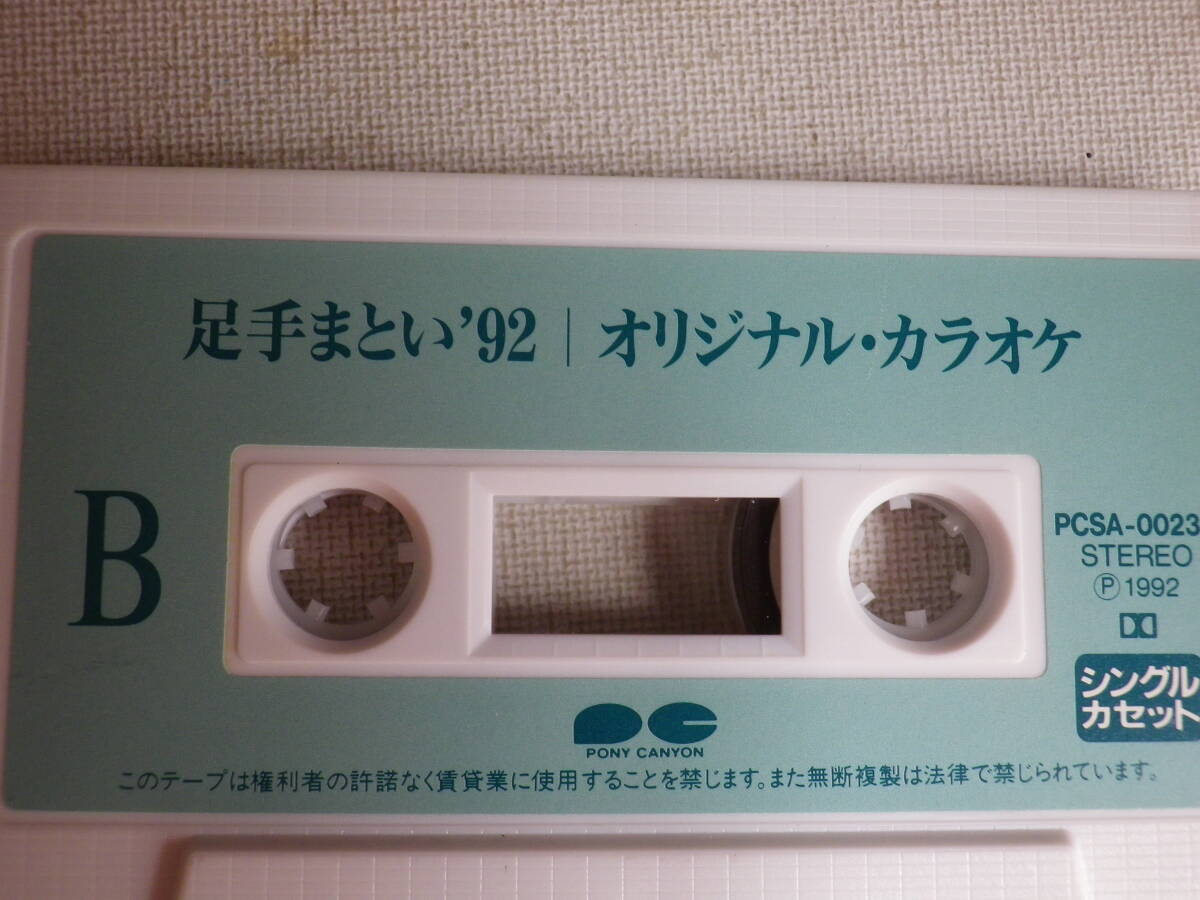 足手まとい’92｜オリジナル・カラオケ
B
PCSA-0023
STEREO
Ⓟ1992
シングル
カセット
PONY CANYON
このテープは権利者の許諾なく賃貸業に使用することを禁じます。また無断複製は法律で禁じられています。